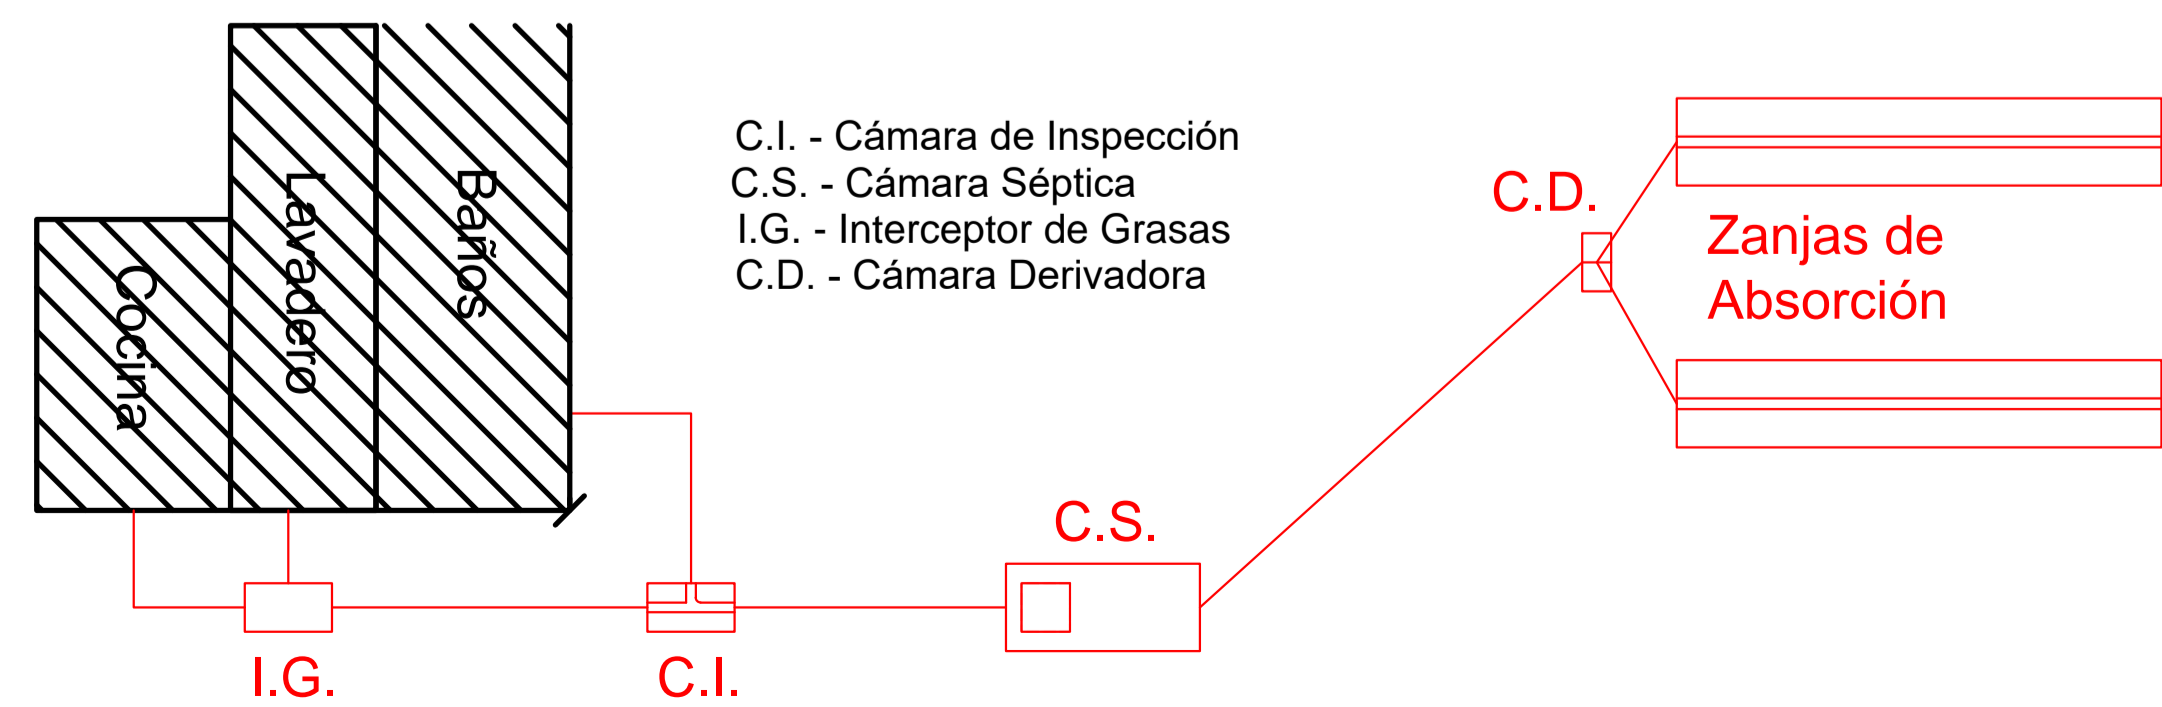 Cocina
Lavadero
Baños
C.I. - Cámara de Inspección
C.S. - Cámara Séptica
I.G. - Interceptor de Grasas
C.D. - Cámara Derivadora
C.D.
Zanjas de
Absorción
C.S.
I.G.
C.I.